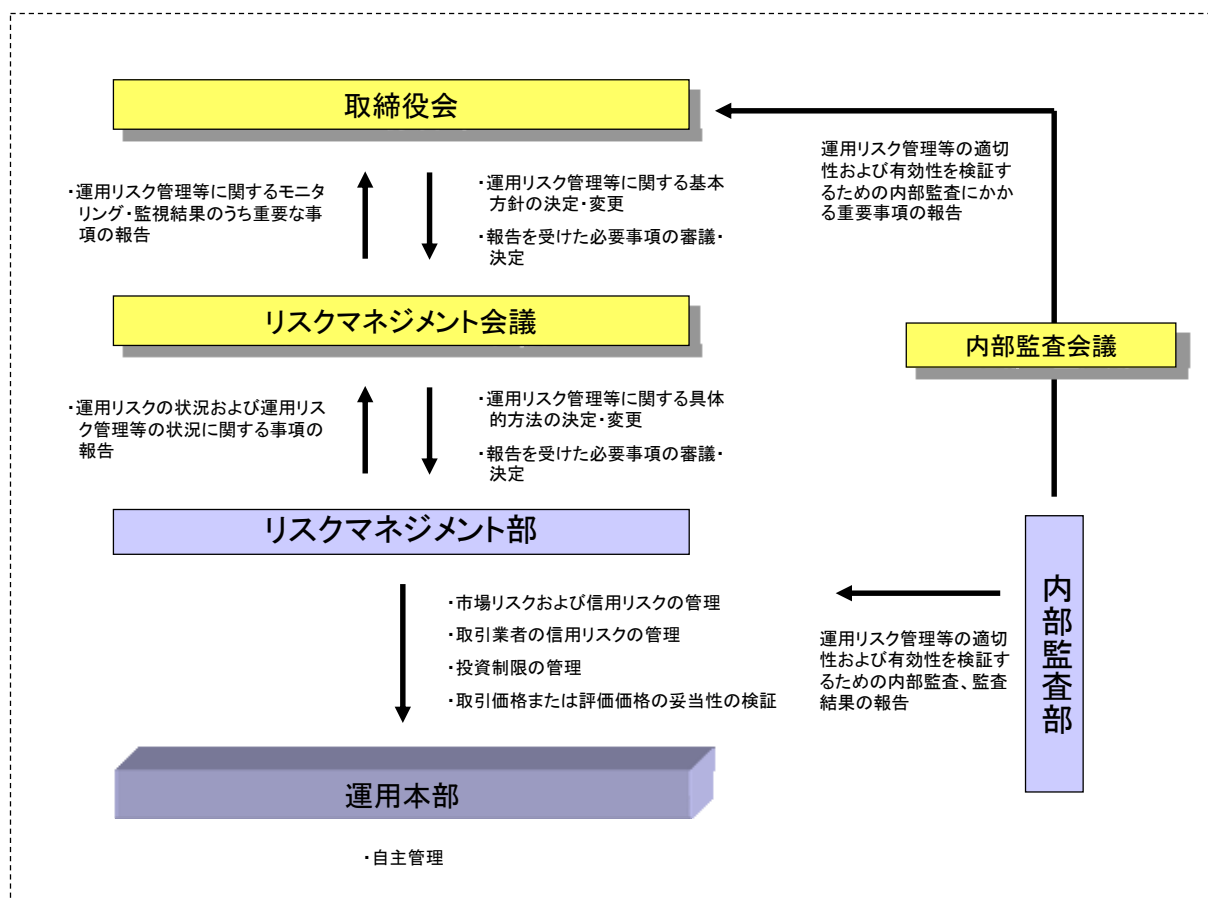 取締役会
・運用リスク管理等に関するモニ
タリング・監視結果のうち重要な事
項の報告
・運用リスク管理等に関する基本
方針の決定・変更
・報告を受けた必要事項の審議・
決定
運用リスク管理等の適切
性および有効性を検証す
るための内部監査にかか
る重要事項の報告
リスクマネジメント会議
内部監査会議
・運用リスクの状況および運用リス
ク管理等の状況に関する事項の
報告
・運用リスク管理等に関する具体
的方法の決定・変更
・報告を受けた必要事項の審議・
決定
リスクマネジメント部
内部監査部
・市場リスクおよび信用リスクの管理
・取引業者の信用リスクの管理
・投資制限の管理
・取引価格または評価価格の妥当性の検証
運用リスク管理等の適切
性および有効性を検証す
るための内部監査、監査
結果の報告
運用本部
・自主管理